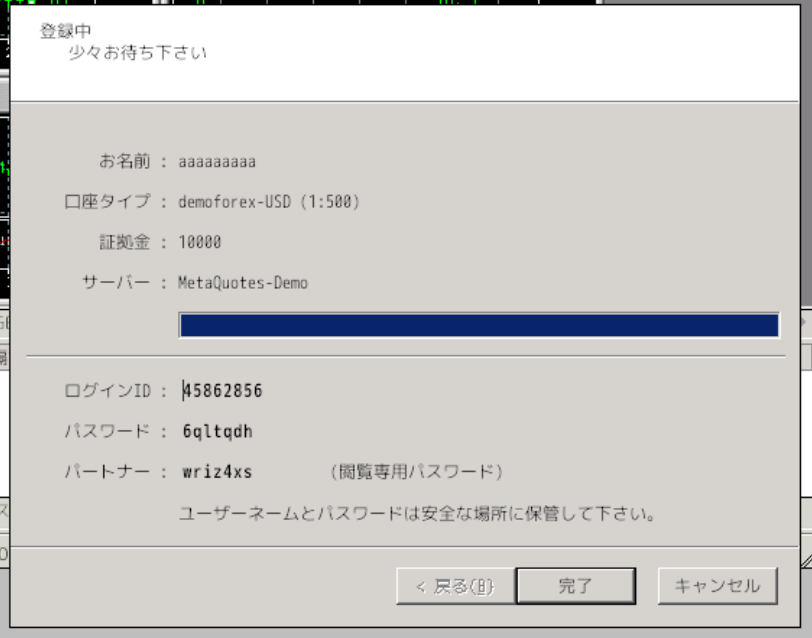 登録中
少々お待ち下さい
お名前 : aaaaaaaaa
口座タイプ : demoforex-USD (1:500)
証拠金 : 10000
サーバー : MetaQuotes-Demo
ログインID : 45862856
パスワード : 6qltqdh
パートナー : wriz4xs (閲覧専用パスワード)
ユーザーネームとパスワードは安全な場所に保管して下さい。
< 戻る(B) 完了 キャンセル